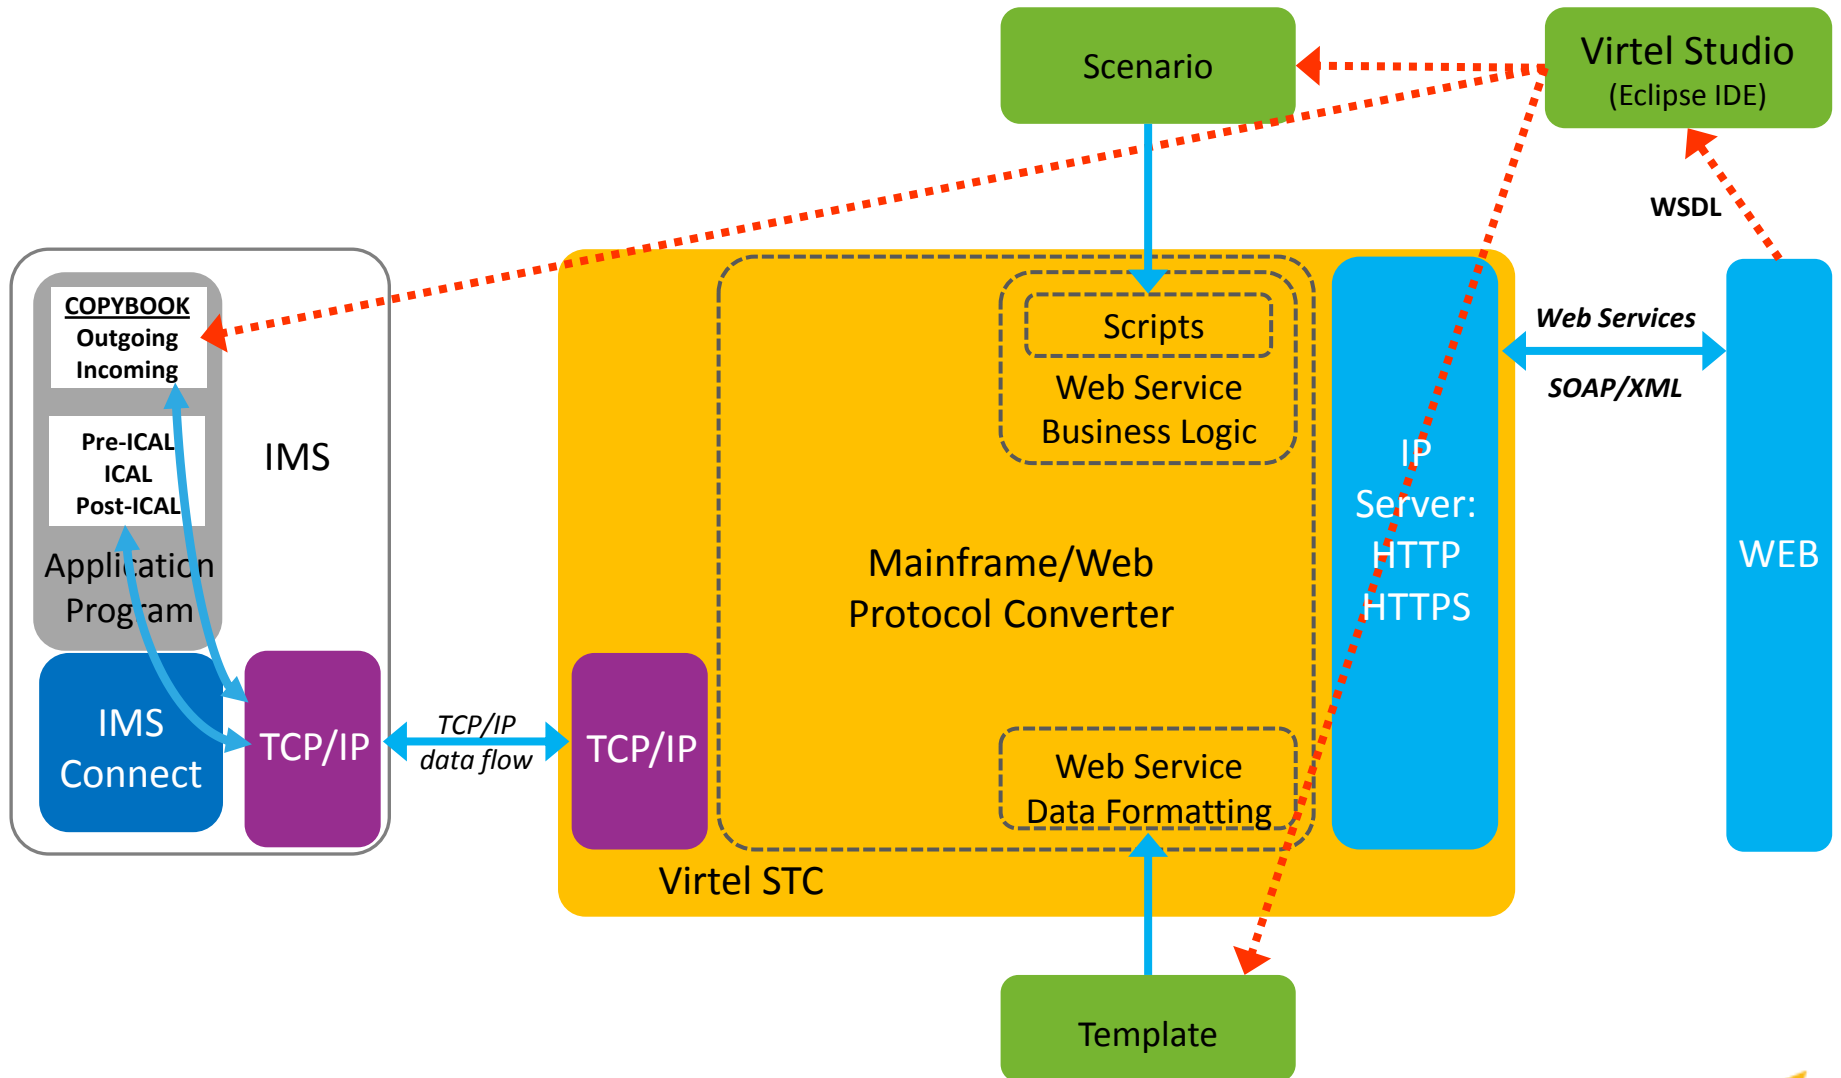 Scenario
Virtel Studio
(Eclipse IDE)
WSDL
COPYBOOK
Outgoing
Incoming
Pre-ICAL
ICAL
Post-ICAL
IMS
Application
Program
IMS
Connect
TCP/IP
TCP/IP
data flow
TCP/IP
Scripts
Web Service
Business Logic
Mainframe/Web
Protocol Converter
Web Service
Data Formatting
Virtel STC
IP
Server:
HTTP
HTTPS
Web Services
SOAP/XML
WEB
Template